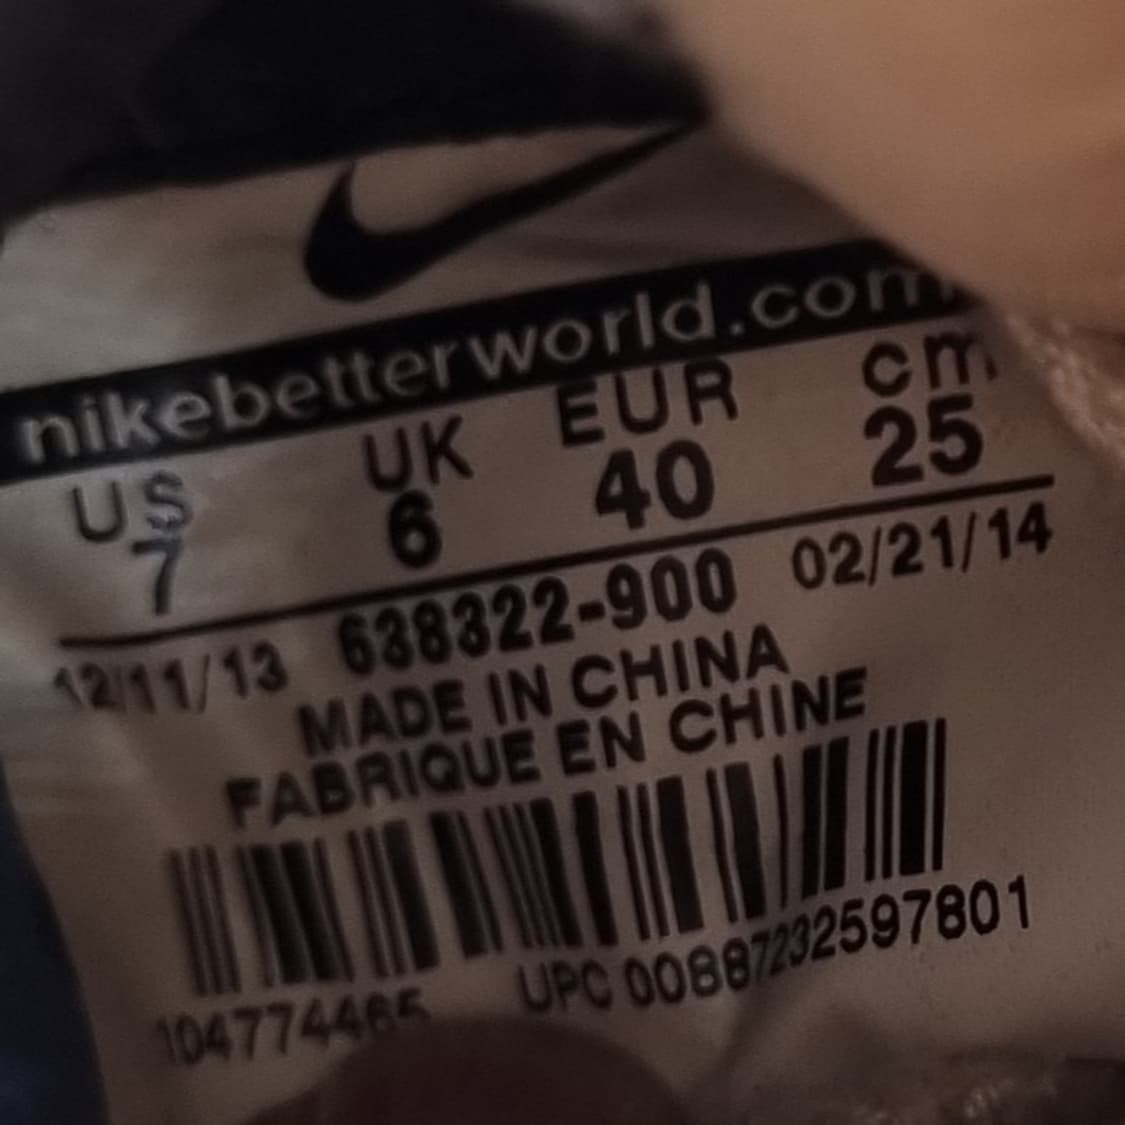 nikebetterworld.com
US UK EUR cm
7 6 40 25
12/11/13 638322-900 02/21/14
MADE IN CHINA
FABRIQUE EN CHINE
104774465 UPC 00887232597801